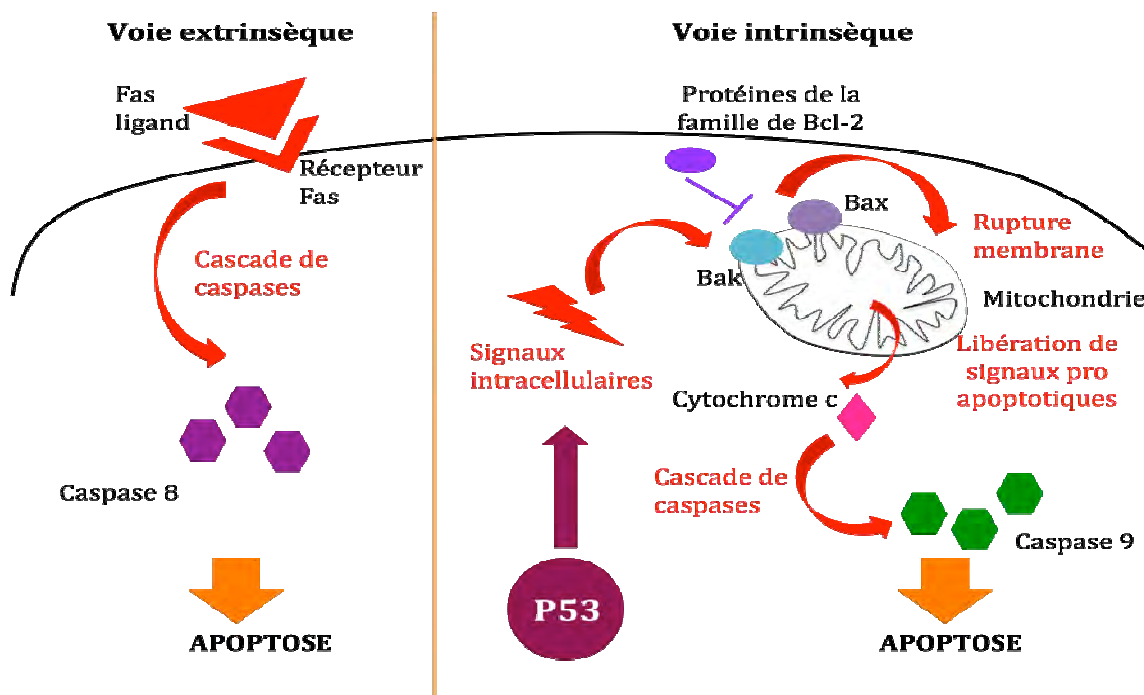 Voie extrinsèque
Fas
ligand
Récepteur
Fas
Cascade de
caspases
Caspase 8
APOPTOSE
Voie intrinsèque
Protéines de la
famille de Bcl-2
Bax
Bak
Rupture
membrane
Mitochondrie
Signaux
intracellulaires
Libération de
signaux pro
apoptotiques
Cytochrome c
Cascade de
caspases
Caspase 9
P53
APOPTOSE